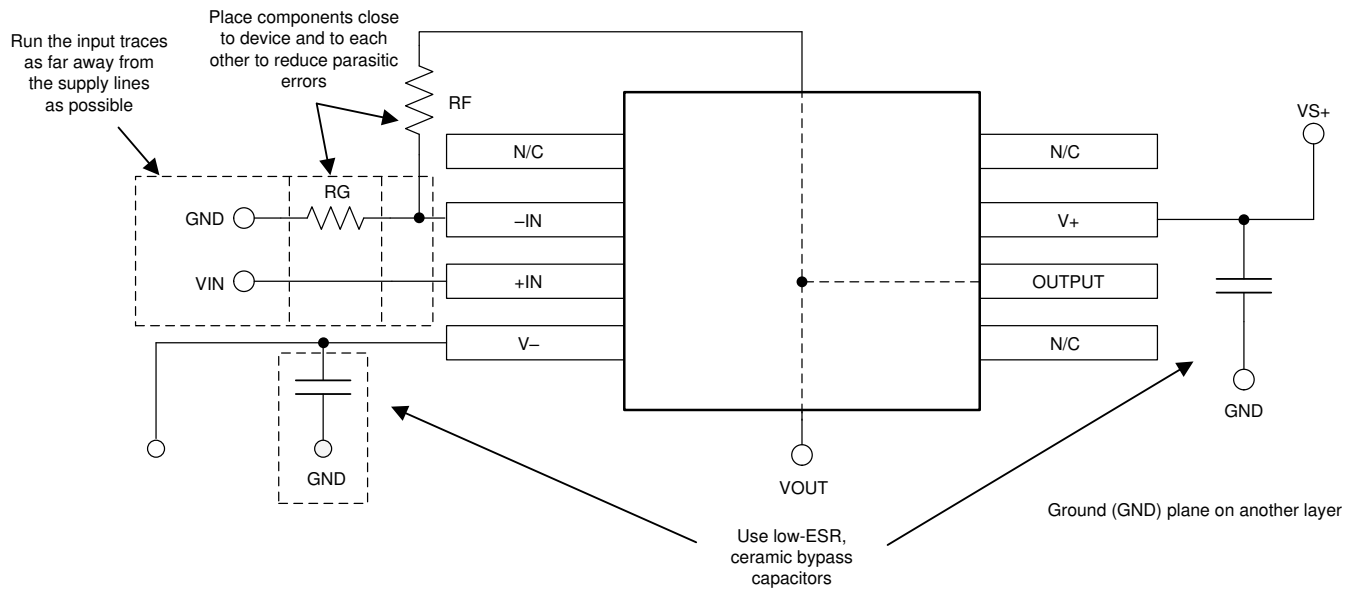 Run the input traces
as far away from
the supply lines
as possible
Place components close
to device and to each
other to reduce parasitic
errors
RF
N/C
N/C
VS+
RG
GND
–IN
V+
VIN
+IN
OUTPUT
V–
N/C
GND
GND
VOUT
Use low-ESR,
ceramic bypass
capacitors
Ground (GND) plane on another layer